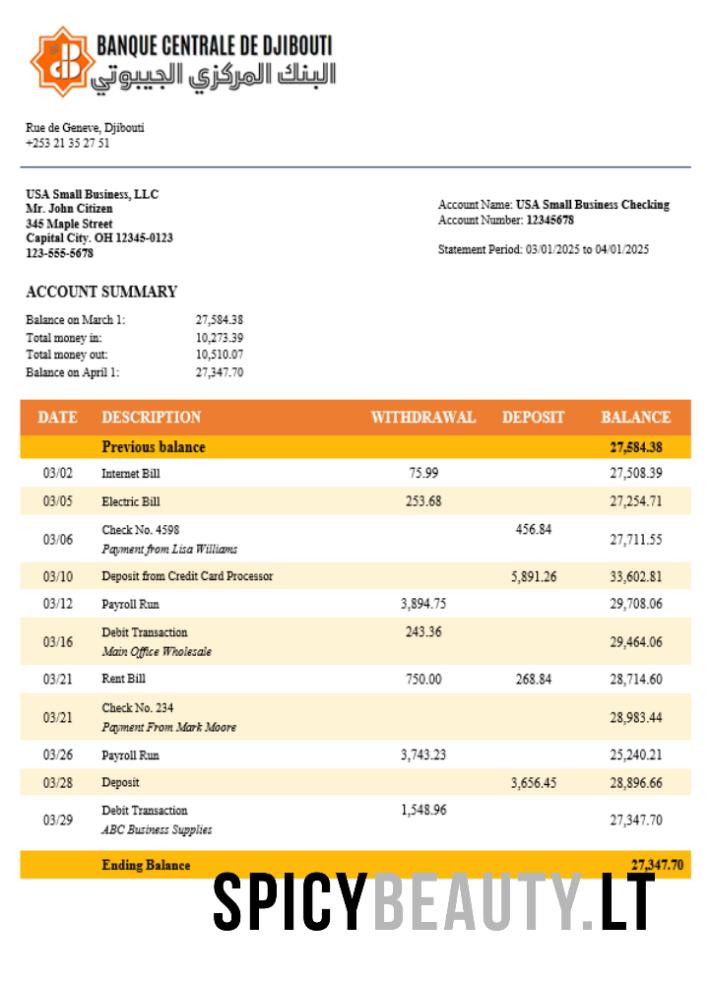 BANQUE CENTRALE DE DJIBOUTI
البنك المركزي الجيبوتي
Rue de Geneve, Djibouti
+253 21 35 27 51
USA Small Business, LLC
Mr. John Citizen
345 Maple Street
Capital City. OH 12345-0123
123-555-5678
Account Name: USA Small Business Checking
Account Number: 12345678
Statement Period: 03/01/2025 to 04/01/2025
ACCOUNT SUMMARY
Balance on March 1: 27,584.38
Total money in: 10,273.39
Total money out: 10,510.07
Balance on April 1: 27,347.70
DATE DESCRIPTION WITHDRAWAL DEPOSIT BALANCE
Previous balance 27,584.38
03/02 Internet Bill 75.99 27,508.39
03/05 Electric Bill 253.68 27,254.71
03/06 Check No. 4598 456.84 27,711.55
Payment from Lisa Williams
03/10 Deposit from Credit Card Processor 5,891.26 33,602.81
03/12 Payroll Run 3,894.75 29,708.06
03/16 Debit Transaction 243.36 29,464.06
Main Office Wholesale
03/21 Rent Bill 750.00 268.84 28,714.60
03/21 Check No. 234 28,983.44
Payment From Mark Moore
03/26 Payroll Run 3,743.23 25,240.21
03/28 Deposit 3,656.45 28,896.66
03/29 Debit Transaction 1,548.96 27,347.70
ABC Business Supplies
Ending Balance 27,347.70
SPICYBEAUTY.LT